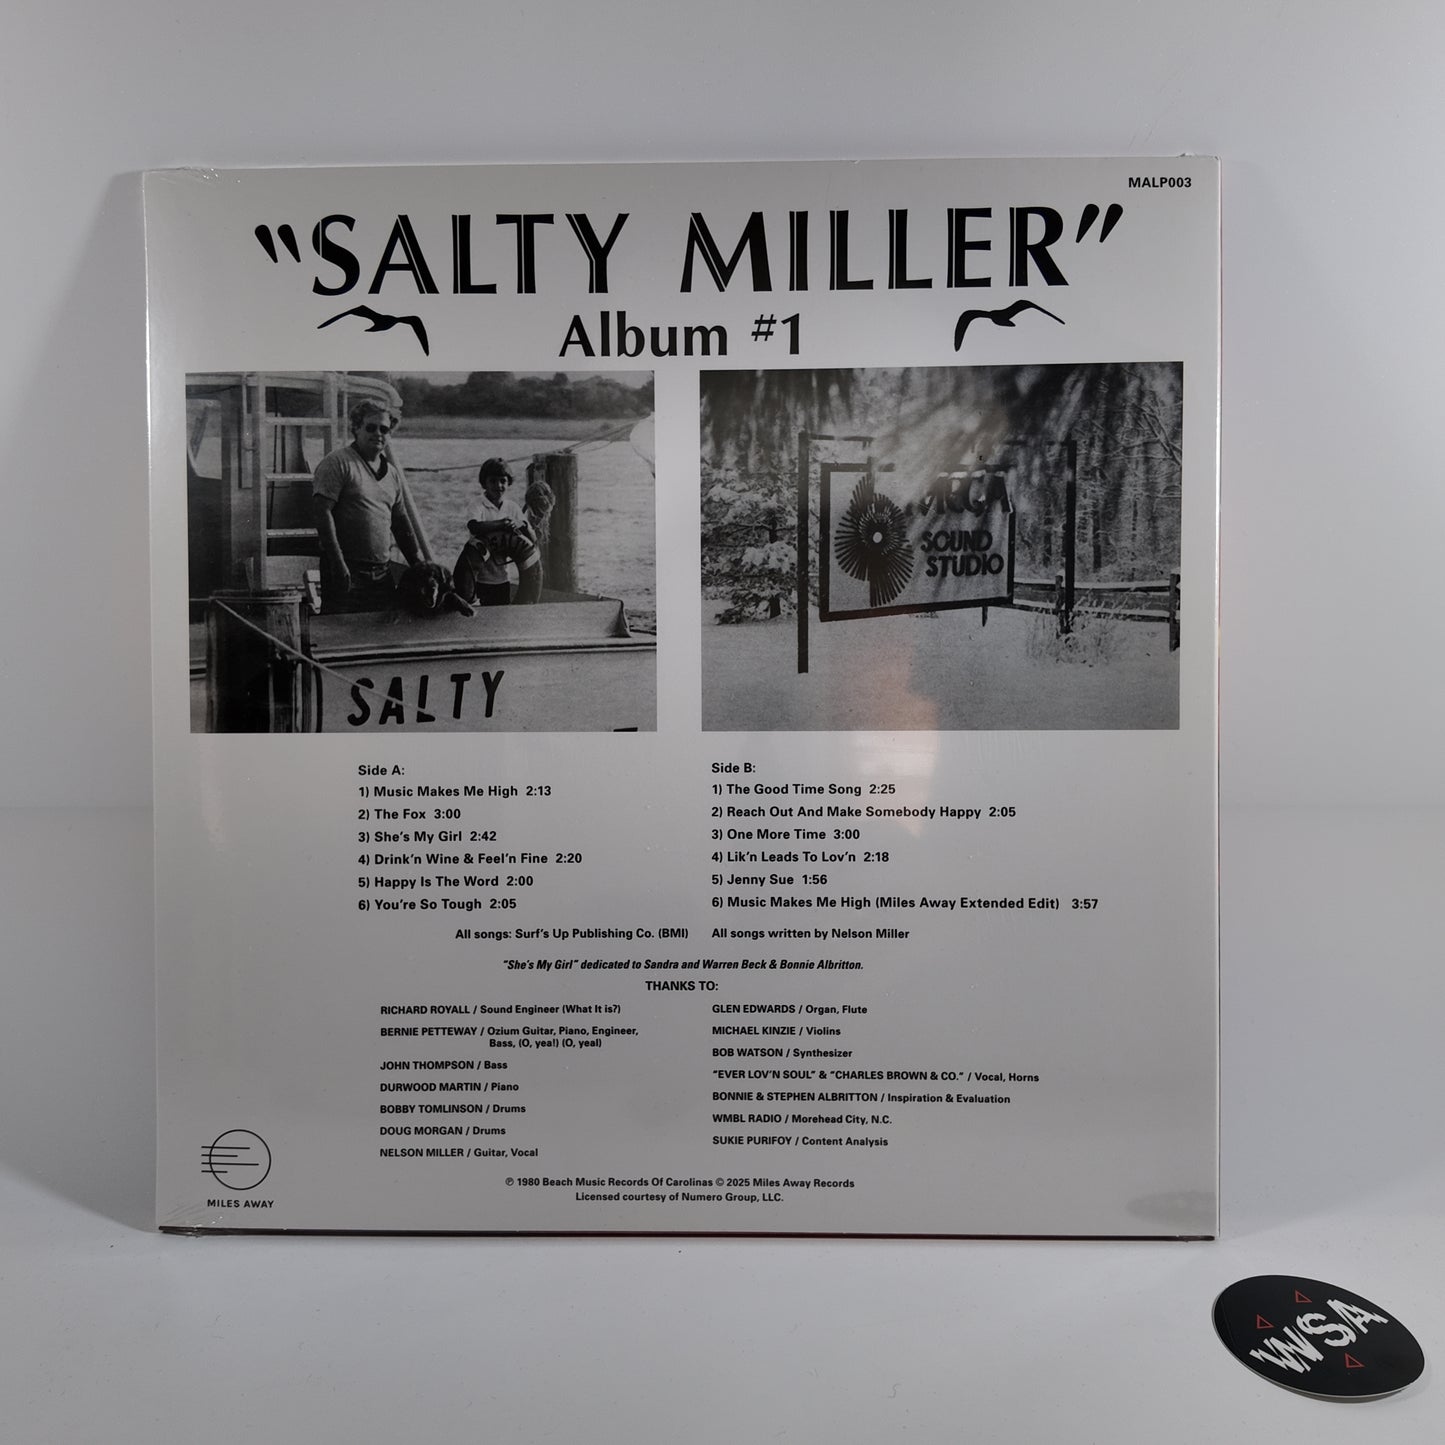 MALP003
"SALTY MILLER"
Album #1
SALTY
SALTY
MEGA
SOUND
STUDIO
Side A:
1) Music Makes Me High 2:13
2) The Fox 3:00
3) She's My Girl 2:42
4) Drink'n Wine & Feel'n Fine 2:20
5) Happy Is The Word 2:00
6) You're So Tough 2:05
Side B:
1) The Good Time Song 2:25
2) Reach Out And Make Somebody Happy 2:05
3) One More Time 3:00
4) Lik'n Leads To Lov'n 2:18
5) Jenny Sue 1:56
6) Music Makes Me High (Miles Away Extended Edit) 3:57
All songs: Surf's Up Publishing Co. (BMI) All songs written by Nelson Miller
"She's My Girl" dedicated to Sandra and Warren Beck & Bonnie Albritton.
THANKS TO:
RICHARD ROYALL / Sound Engineer (What It is?)
BERNIE PETTEWAY / Ozium Guitar, Piano, Engineer,
Bass, (O, yea!) (O, yea!)
JOHN THOMPSON / Bass
DURWOOD MARTIN / Piano
BOBBY TOMLINSON / Drums
DOUG MORGAN / Drums
NELSON MILLER / Guitar, Vocal
GLEN EDWARDS / Organ, Flute
MICHAEL KINZIE / Violins
BOB WATSON / Synthesizer
"EVER LOV'N SOUL" & "CHARLES BROWN & CO." / Vocal, Horns
BONNIE & STEPHEN ALBRITTON / Inspiration & Evaluation
WMBL RADIO / Morehead City, N.C.
SUKIE PURIFOY / Content Analysis
MILES AWAY
℗ 1980 Beach Music Records Of Carolinas © 2025 Miles Away Records
Licensed courtesy of Numero Group, LLC.
VVSA